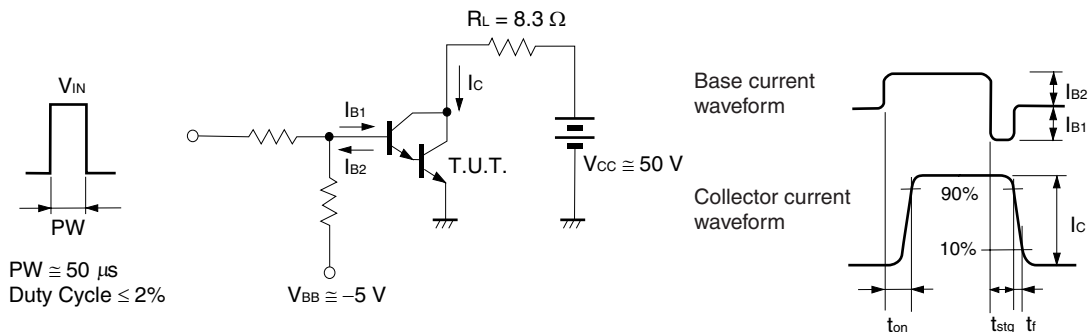 RL = 8.3 Ω
VIN
IC
IB1
IB2
T.U.T.
VCC ≅ 50 V
PW
PW ≅ 50 μs
Duty Cycle ≤ 2%
VBB ≅ −5 V
Base current
waveform
IB2
IB1
Collector current
waveform
90%
10%
IC
ton
tstg
tf